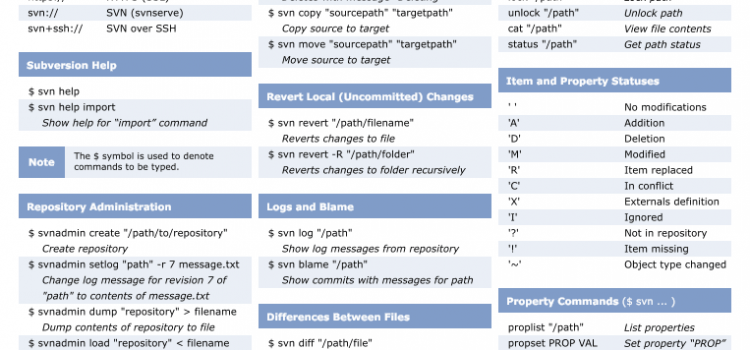 svn:// SVN (svnserve)
svn+ssh:// SVN over SSH
Subversion Help
$ svn help
$ svn help import
Show help for “import” command
Note
The $ symbol is used to denote
commands to be typed.
Repository Administration
$ svnadmin create "/path/to/repository"
Create repository
$ svnadmin setlog "path" -r 7 message.txt
Change log message for revision 7 of
"path" to contents of message.txt
$ svnadmin dump "repository" > filename
Dump contents of repository to file
$ svnadmin load "repository" < filename
$ svn copy "sourcepath" "targetpath"
Copy source to target
$ svn move "sourcepath" "targetpath"
Move source to target
Revert Local (Uncommitted) Changes
$ svn revert "/path/filename"
Reverts changes to file
$ svn revert -R "/path/folder"
Reverts changes to folder recursively
Logs and Blame
$ svn log "/path"
Show log messages from repository
$ svn blame "/path"
Show commits with messages for path
Differences Between Files
$ svn diff "/path/file"
unlock "/path" Unlock path
cat "/path" View file contents
status "/path" Get path status
Item and Property Statuses
' ' No modifications
'A' Addition
'D' Deletion
'M' Modified
'R' Item replaced
'C' In conflict
'X' Externals definition
'I' Ignored
'?' Not in repository
'!' Item missing
'~' Object type changed
Property Commands ($ svn ... )
proplist "/path" List properties
propset PROP VAL Set property “PROP”